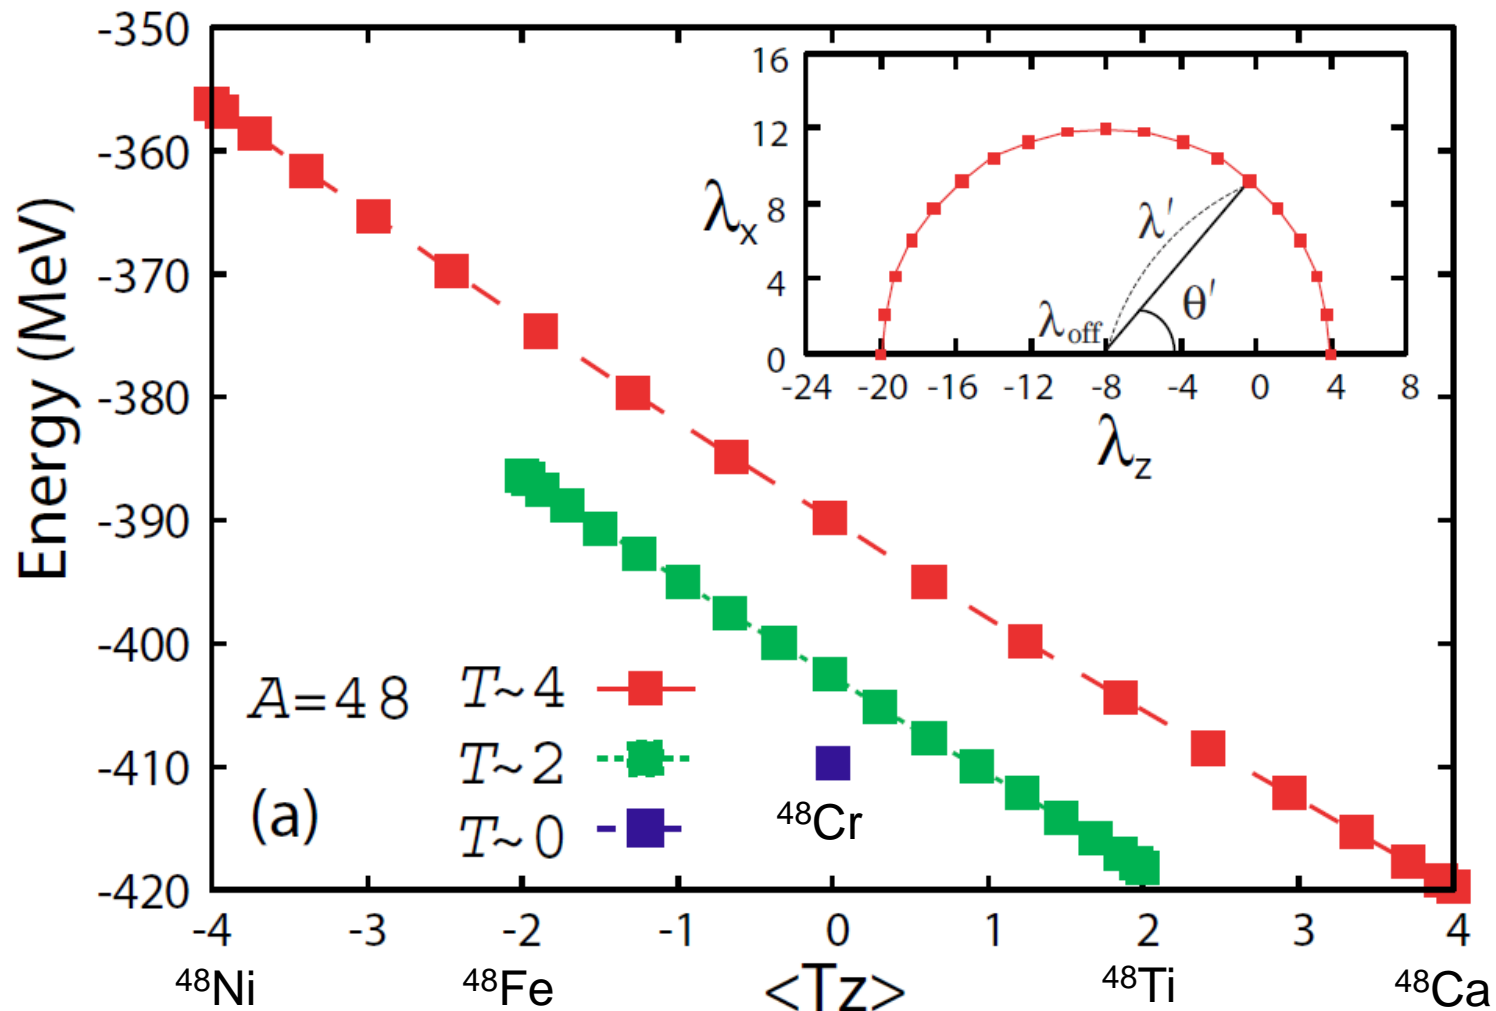 Energy (MeV)
-350
-360
-370
-380
-390
-400
-410
-420
16
12
8
4
0
λx
λ′
λoff
θ′
-24 -20 -16 -12 -8 -4 0 4 8
λz
A=48
T~4
T~2
T~0
(a)
48Cr
-4 -3 -2 -1 0 1 2 3 4
48Ni 48Fe <Tz> 48Ti 48Ca